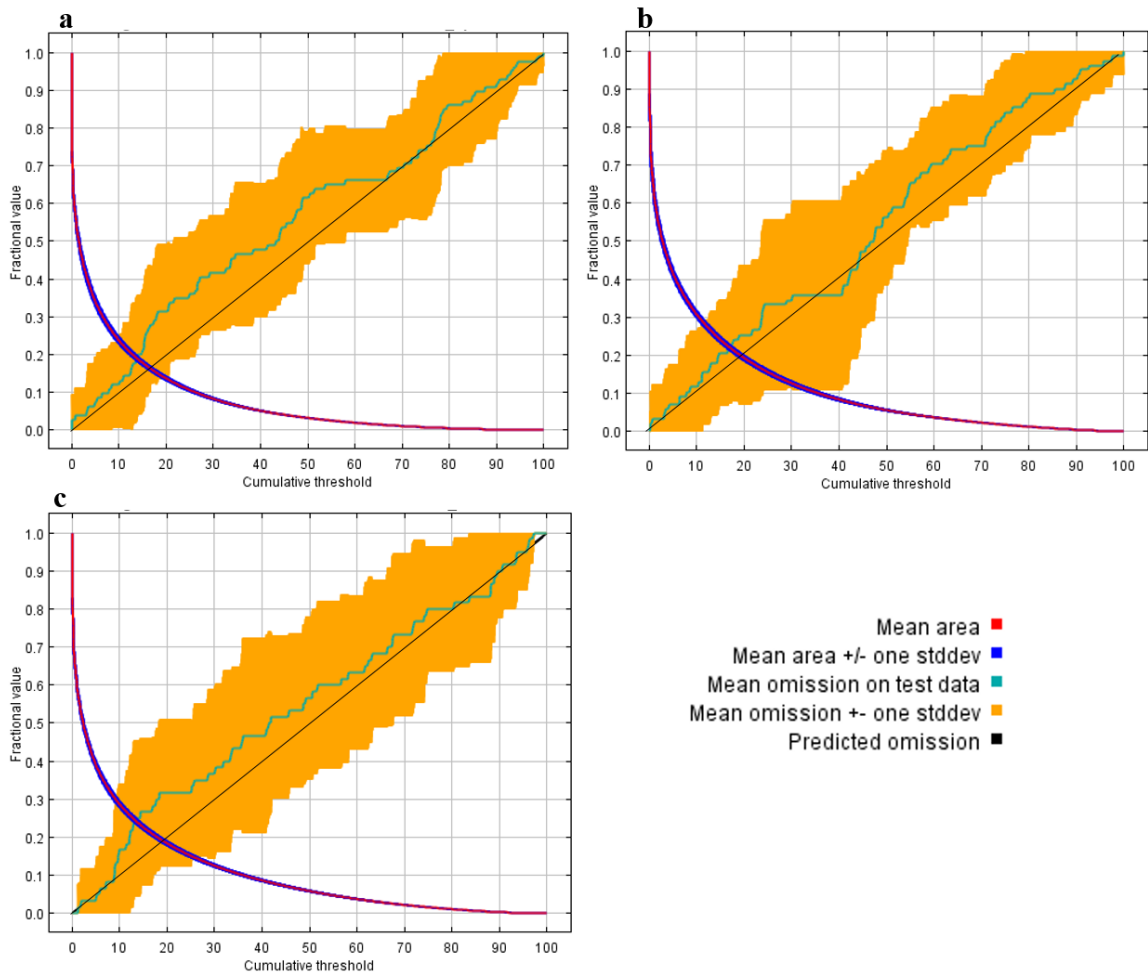 a
1.0
0.9
0.8
0.7
0.6
0.5
0.4
0.3
0.2
0.1
0.0
Fractional value
0 10 20 30 40 50 60 70 80 90 100
Cumulative threshold
b
1.0
0.9
0.8
0.7
0.6
0.5
0.4
0.3
0.2
0.1
0.0
Fractional value
0 10 20 30 40 50 60 70 80 90 100
Cumulative threshold
c
1.0
0.9
0.8
0.7
0.6
0.5
0.4
0.3
0.2
0.1
0.0
Fractional value
0 10 20 30 40 50 60 70 80 90 100
Cumulative threshold
Mean area
Mean area +/- one stddev
Mean omission on test data
Mean omission +- one stddev
Predicted omission